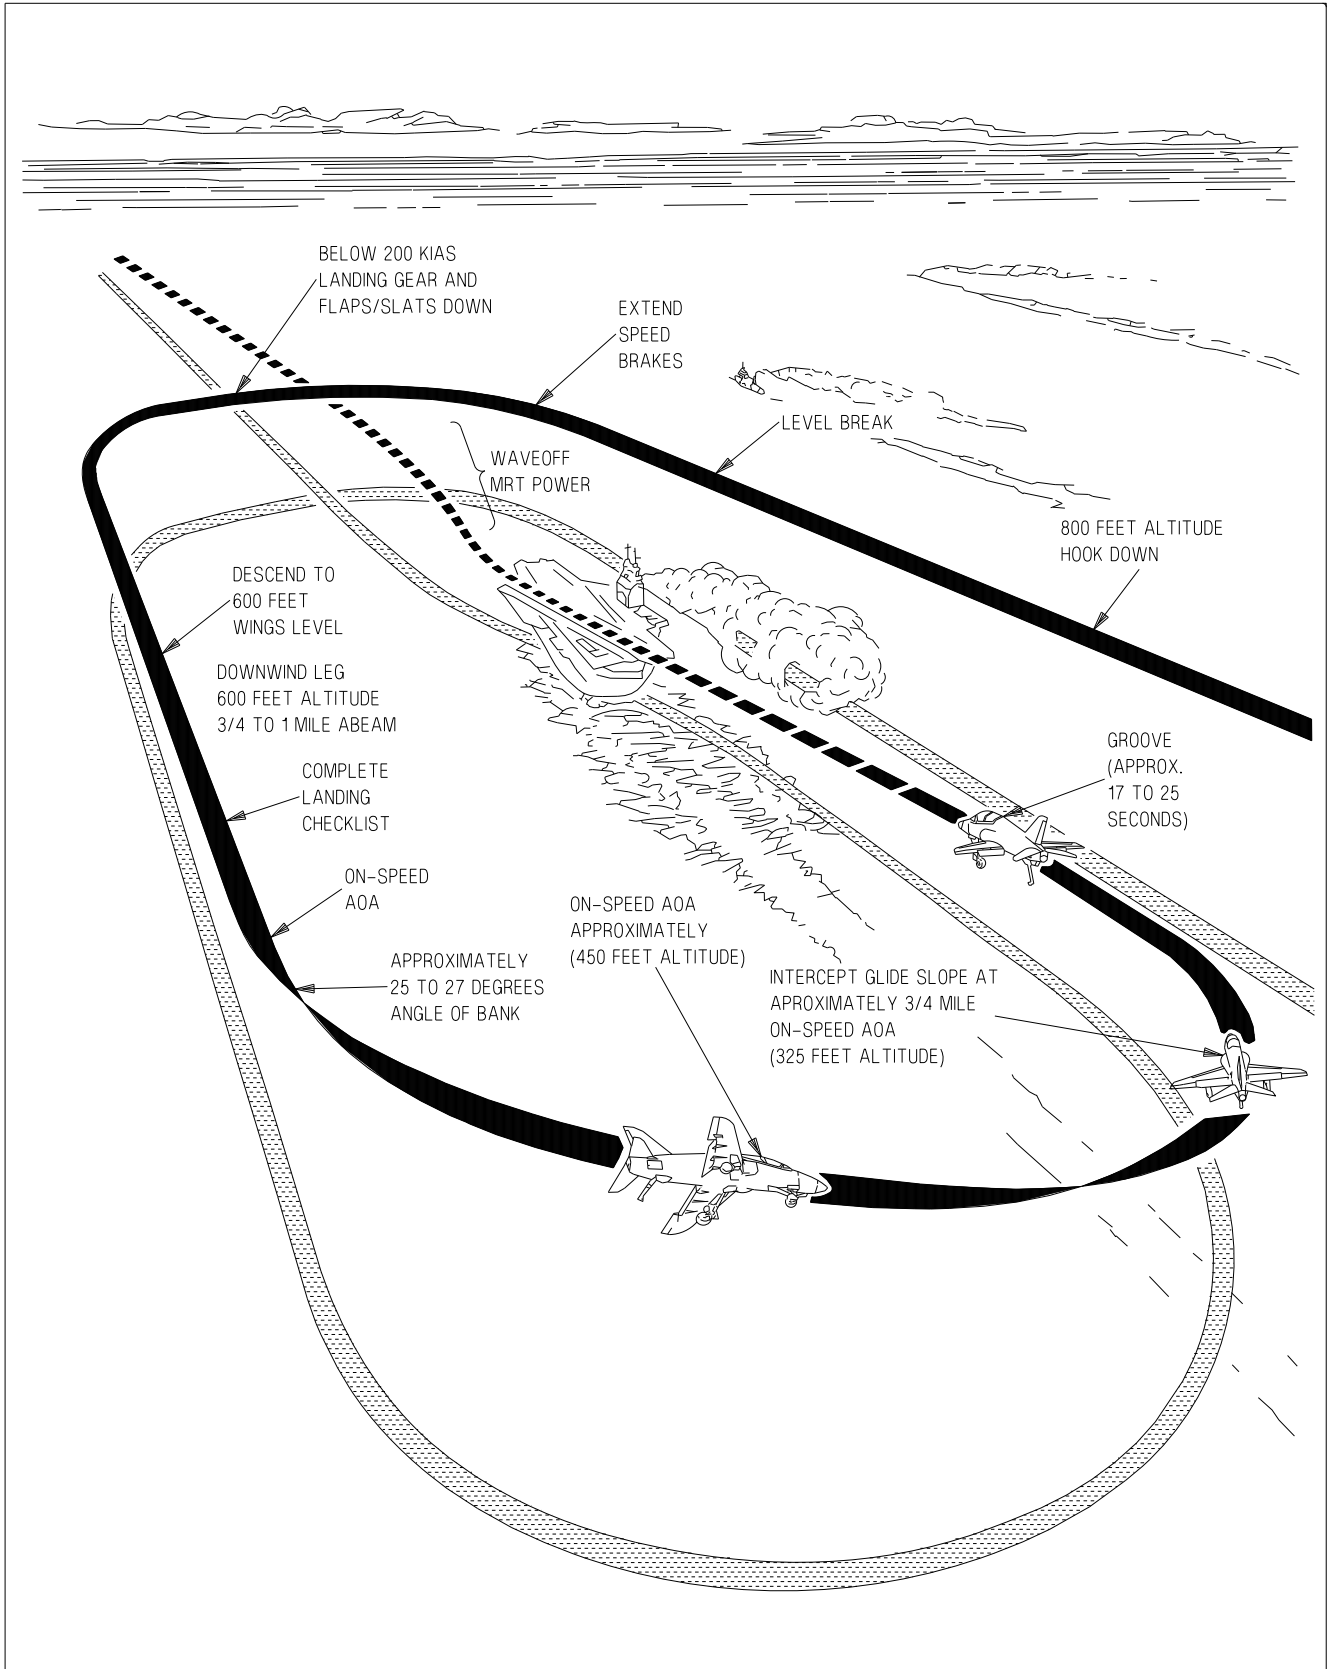 BELOW 200 KIAS
LANDING GEAR AND
FLAPS/SLATS DOWN
EXTEND
SPEED
BRAKES
LEVEL BREAK
WAVEOFF
MRT POWER
800 FEET ALTITUDE
HOOK DOWN
DESCEND TO
600 FEET
WINGS LEVEL
DOWNWIND LEG
600 FEET ALTITUDE
3/4 TO 1 MILE ABEAM
GROOVE
(APPROX.
17 TO 25
SECONDS)
COMPLETE
LANDING
CHECKLIST
ON-SPEED
AOA
ON-SPEED AOA
APPROXIMATELY
(450 FEET ALTITUDE)
APPROXIMATELY
25 TO 27 DEGREES
ANGLE OF BANK
INTERCEPT GLIDE SLOPE AT
APROXIMATELY 3/4 MILE
ON-SPEED AOA
(325 FEET ALTITUDE)